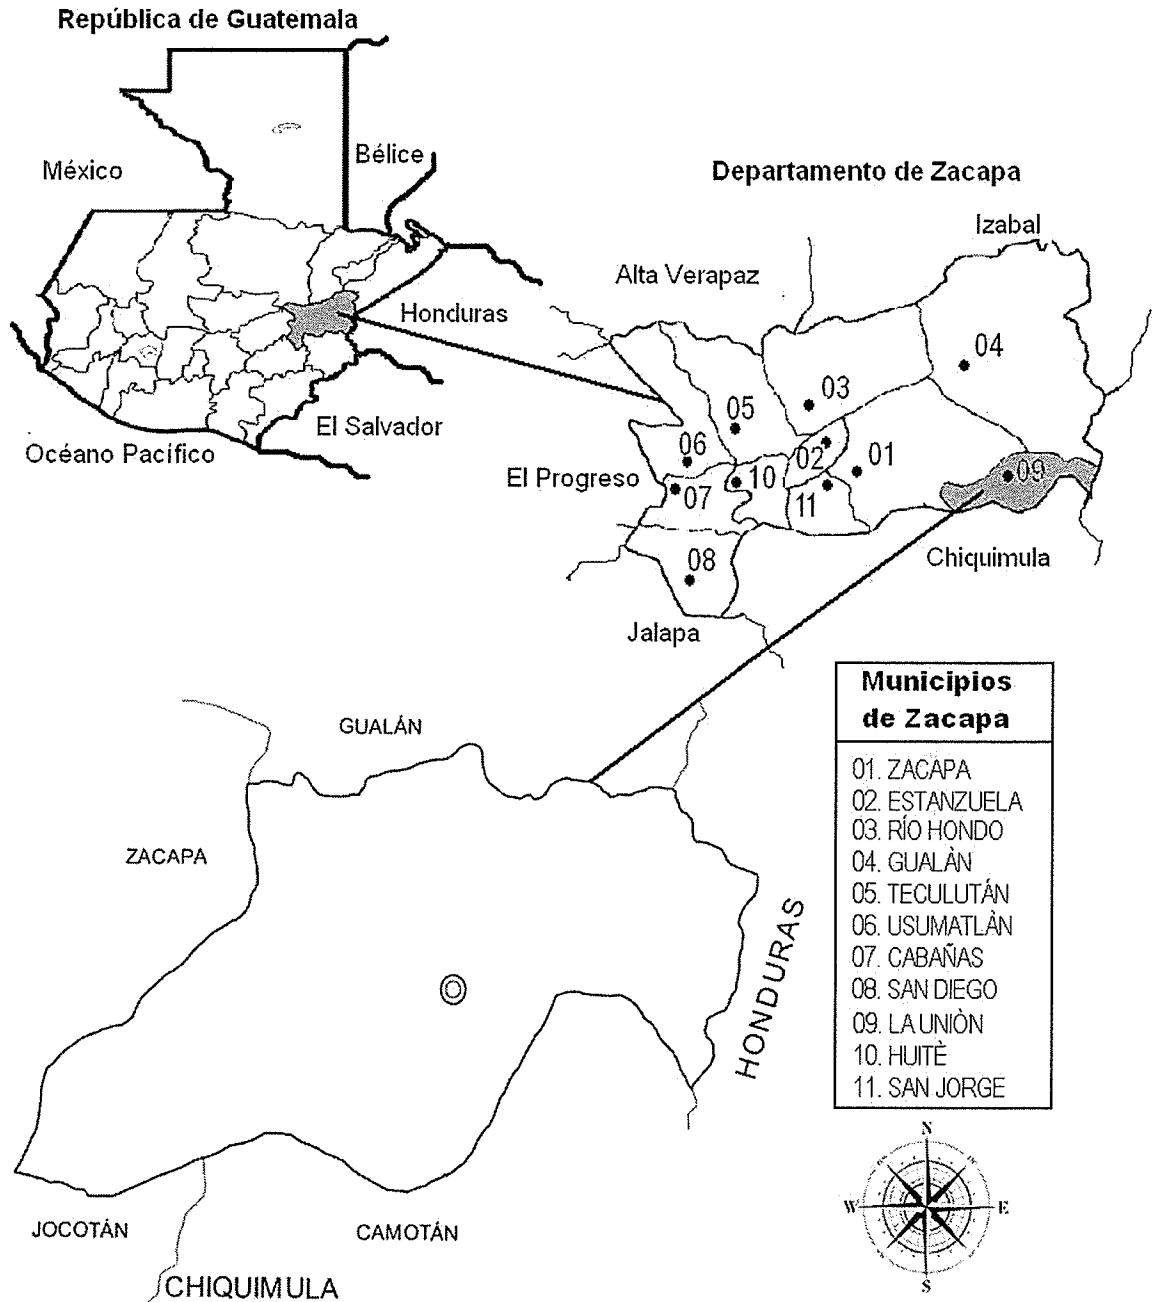 República de Guatemala
México
Bélice
Honduras
El Salvador
Océano Pacífico
Departamento de Zacapa
Izabal
Alta Verapaz
04
03
05
06
02
01
El Progreso
10
09
07
11
Chiquimula
08
Jalapa
Municipios
de Zacapa
01. ZACAPA
02. ESTANZUELA
03. RÍO HONDO
04. GUALÀN
05. TECULUTÁN
06. USUMATLÀN
07. CABAÑAS
08. SAN DIEGO
09. LA UNIÒN
10. HUITÈ
11. SAN JORGE
GUALÁN
ZACAPA
HONDURAS
JOCOTÁN
CAMOTÁN
CHIQUIMULA
N
W
E
S